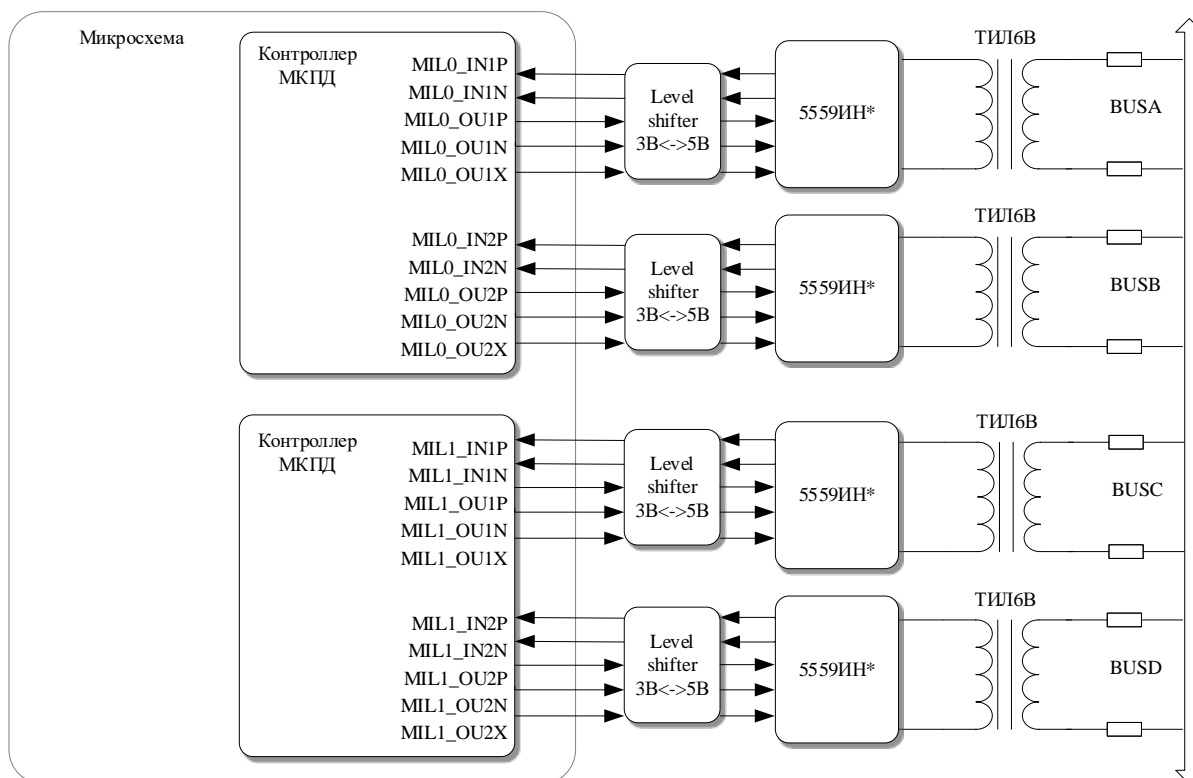 Микросхема
Контроллер
МКПД
MIL0_IN1P
MIL0_IN1N
MIL0_OU1P
MIL0_OU1N
MIL0_OU1X
MIL0_IN2P
MIL0_IN2N
MIL0_OU2P
MIL0_OU2N
MIL0_OU2X
Level
shifter
3В<->5В
5559ИН*
ТИЛ6В
BUSA
Level
shifter
3В<->5В
5559ИН*
ТИЛ6В
BUSB
Контроллер
МКПД
MIL1_IN1P
MIL1_IN1N
MIL1_OU1P
MIL1_OU1N
MIL1_OU1X
MIL1_IN2P
MIL1_IN2N
MIL1_OU2P
MIL1_OU2N
MIL1_OU2X
Level
shifter
3В<->5В
5559ИН*
ТИЛ6В
BUSC
Level
shifter
3В<->5В
5559ИН*
ТИЛ6В
BUSD